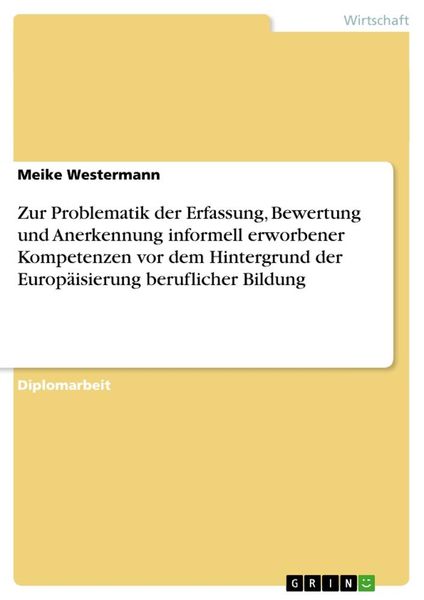 Wirtschaft
Meike Westermann
Zur Problematik der Erfassung, Bewertung
und Anerkennung informell erworbener
Kompetenzen vor dem Hintergrund der
Europäisierung beruflicher Bildung
Diplomarbeit
GRIN